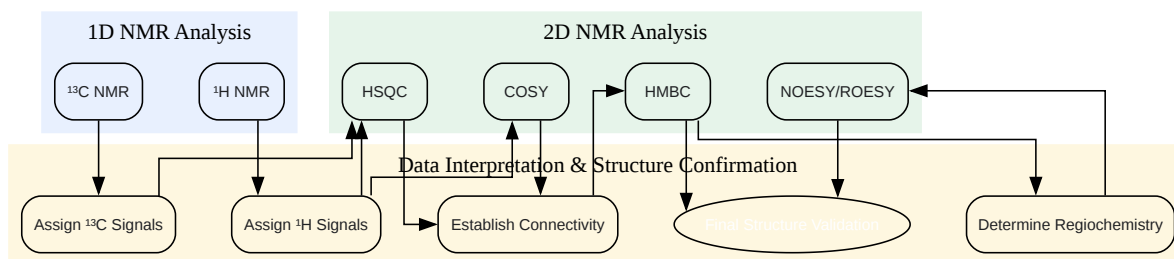 1D NMR Analysis
2D NMR Analysis
¹³C NMR
¹H NMR
HSQC
COSY
HMBC
NOESY/ROESY
Data Interpretation & Structure Confirmation
Assign ¹³C Signals
Assign ¹H Signals
Establish Connectivity
Final Structure Validation
Determine Regiochemistry